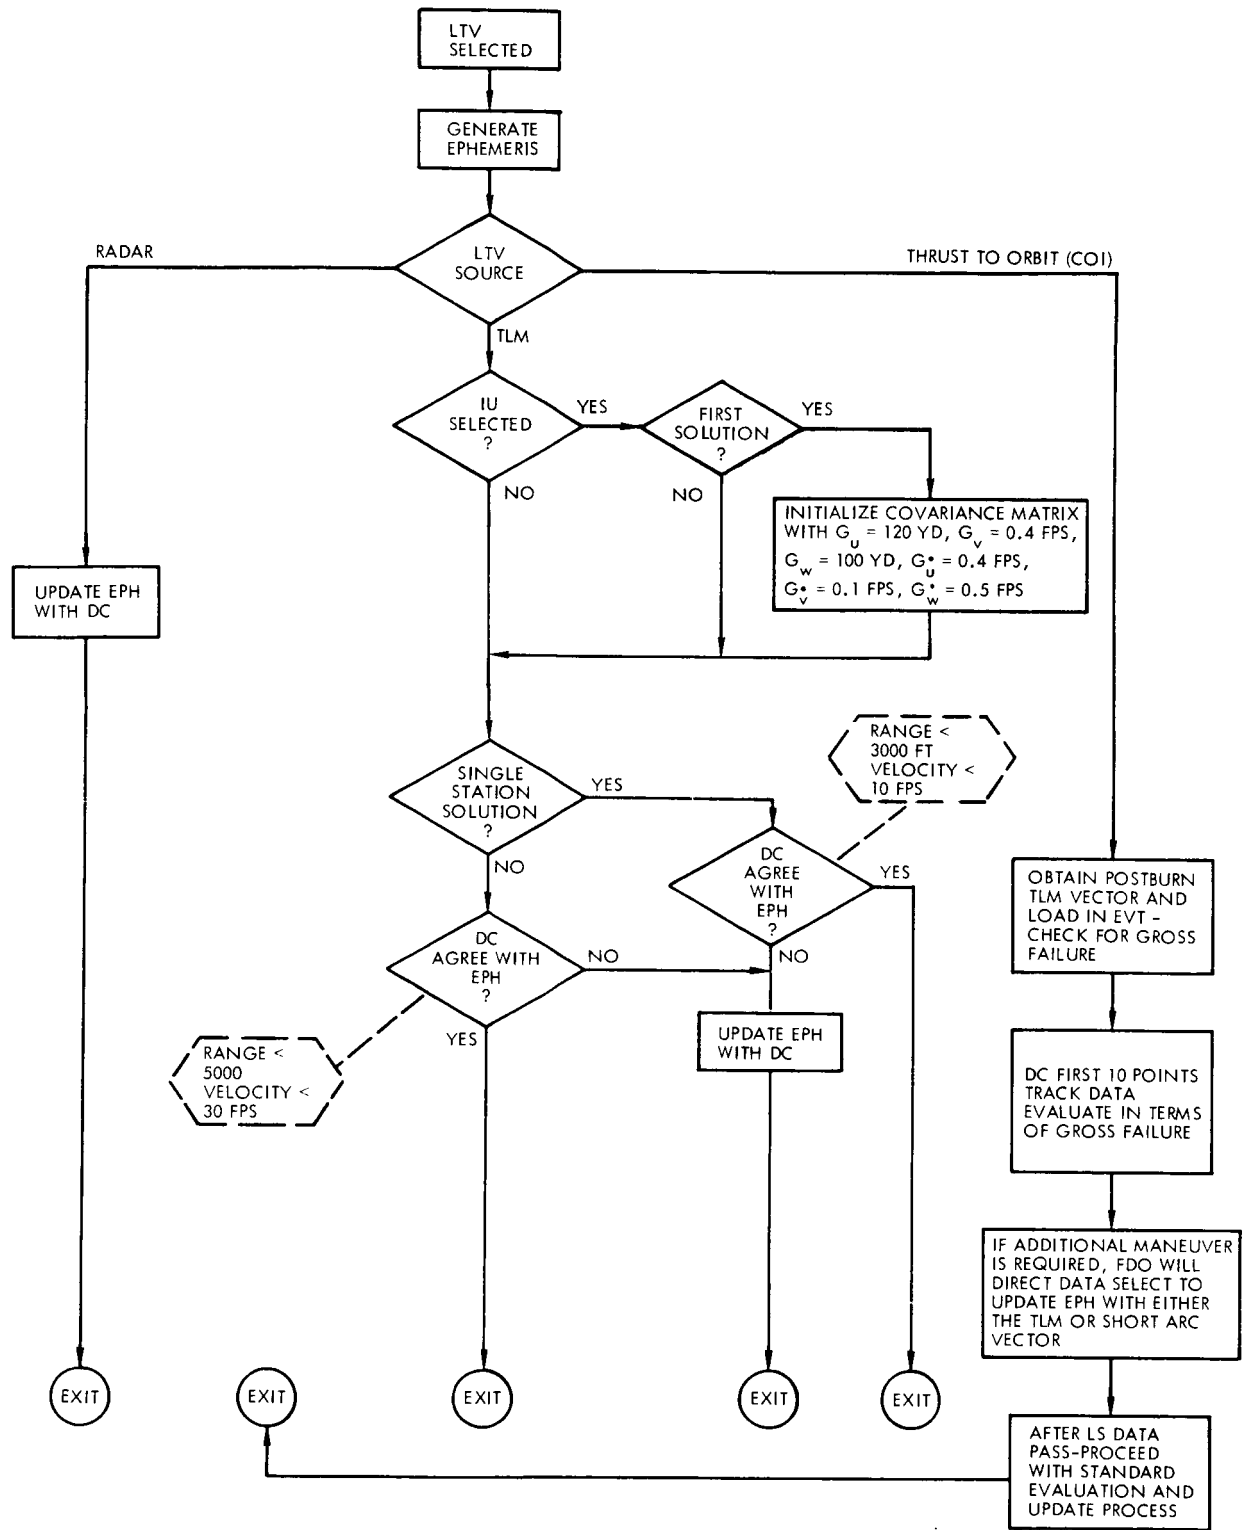 LTV
SELECTED
GENERATE
EPHEMERIS
LTV
SOURCE
RADAR
THRUST TO ORBIT (COI)
TLM
IU
SELECTED
?
YES
NO
FIRST
SOLUTION
?
YES
NO
INITIALIZE COVARIANCE MATRIX
WITH Gu = 120 YD, Gv = 0.4 FPS,
Gw = 100 YD, Gu̇ = 0.4 FPS,
Gv̇ = 0.1 FPS, Gẇ = 0.5 FPS
UPDATE EPH
WITH DC
SINGLE
STATION
SOLUTION
?
YES
NO
RANGE <
3000 FT
VELOCITY <
10 FPS
DC
AGREE
WITH
EPH
?
YES
NO
DC
AGREE WITH
EPH
?
NO
YES
RANGE <
5000
VELOCITY <
30 FPS
UPDATE EPH
WITH DC
OBTAIN POSTBURN
TLM VECTOR AND
LOAD IN EVT -
CHECK FOR GROSS
FAILURE
DC FIRST 10 POINTS
TRACK DATA
EVALUATE IN TERMS
OF GROSS FAILURE
IF ADDITIONAL MANEUVER
IS REQUIRED, FDO WILL
DIRECT DATA SELECT TO
UPDATE EPH WITH EITHER
THE TLM OR SHORT ARC
VECTOR
AFTER LS DATA
PASS-PROCEED
WITH STANDARD
EVALUATION AND
UPDATE PROCESS
EXIT
EXIT
EXIT
EXIT
EXIT